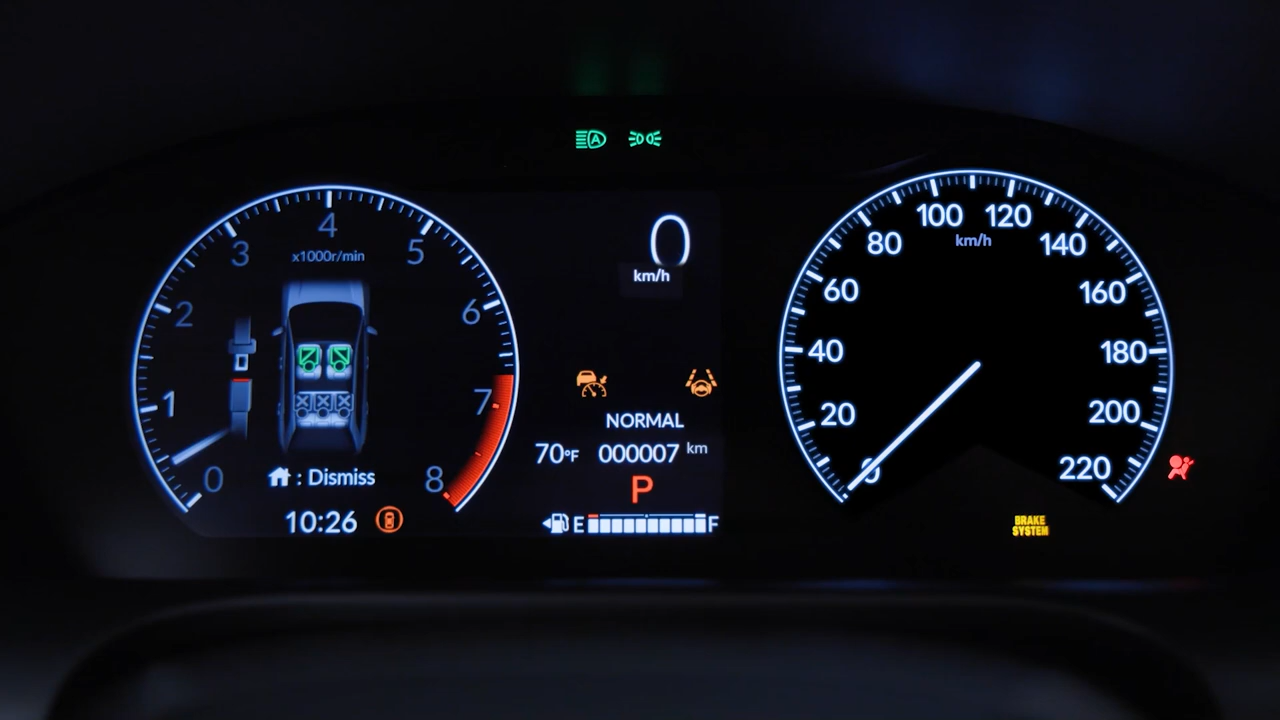 A
0
km/h
4
3
5
x1000r/min
2
6
1
7
0
8
: Dismiss
10:26
NORMAL
70°F 000007 km
P
E F
100 120
km/h
80 140
60 160
40 180
20 200
0 220
BRAKE
SYSTEM